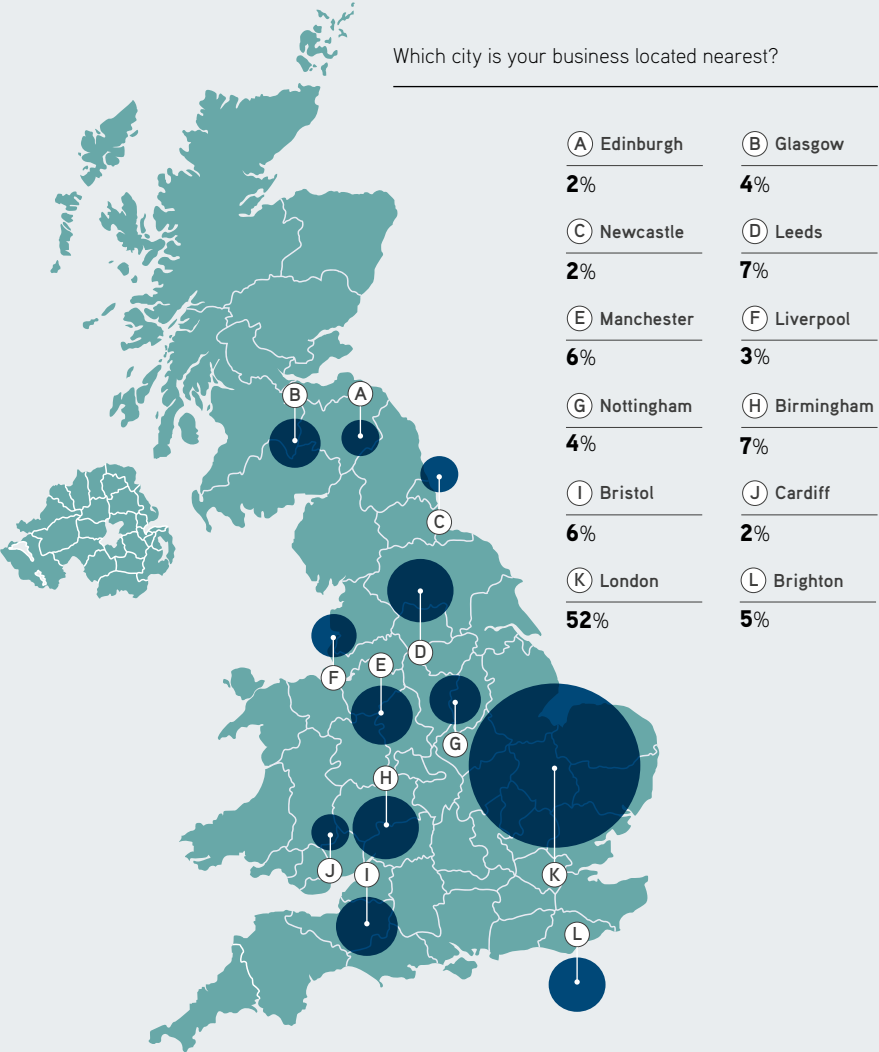 Which city is your business located nearest?
A Edinburgh
2%
B Glasgow
4%
C Newcastle
2%
D Leeds
7%
E Manchester
6%
F Liverpool
3%
G Nottingham
4%
H Birmingham
7%
I Bristol
6%
J Cardiff
2%
K London
52%
L Brighton
5%
B
A
C
D
E
F
G
H
J
I
K
L